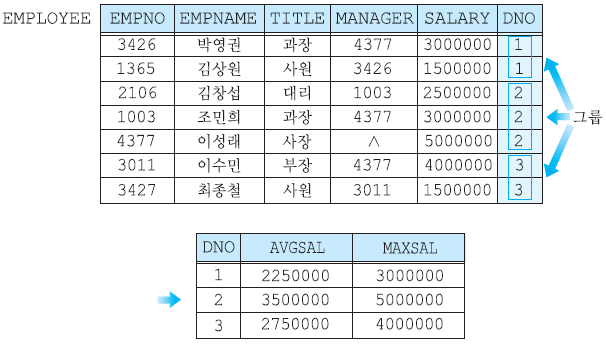 EMPLOYEE EMPNO EMPNAME TITLE MANAGER SALARY DNO
3426 박영권 과장 4377 3000000 1
1365 김상원 사원 3426 1500000 1
2106 김창섭 대리 1003 2500000 2
1003 조민희 과장 4377 3000000 2 그룹
4377 이성래 사장 ∧ 5000000 2
3011 이수민 부장 4377 4000000 3
3427 최종철 사원 3011 1500000 3
DNO AVGSAL MAXSAL
1 2250000 3000000
2 3500000 5000000
3 2750000 4000000